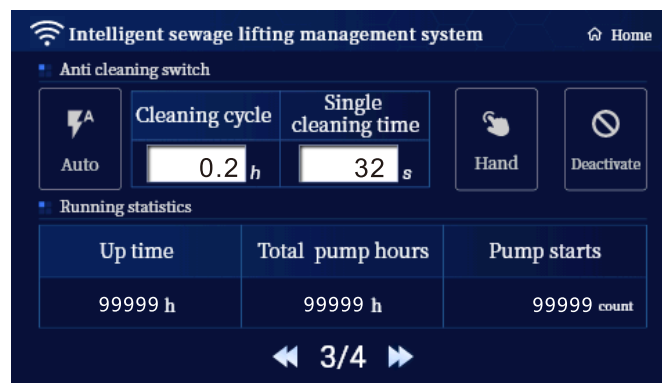 Intelligent sewage lifting management system Home
Anti cleaning switch
A
Auto
Cleaning cycle
Single
cleaning time
0.2 h
32 s
Hand
Deactivate
Running statistics
Up time Total pump hours Pump starts
99999 h 99999 h 99999 count
3/4